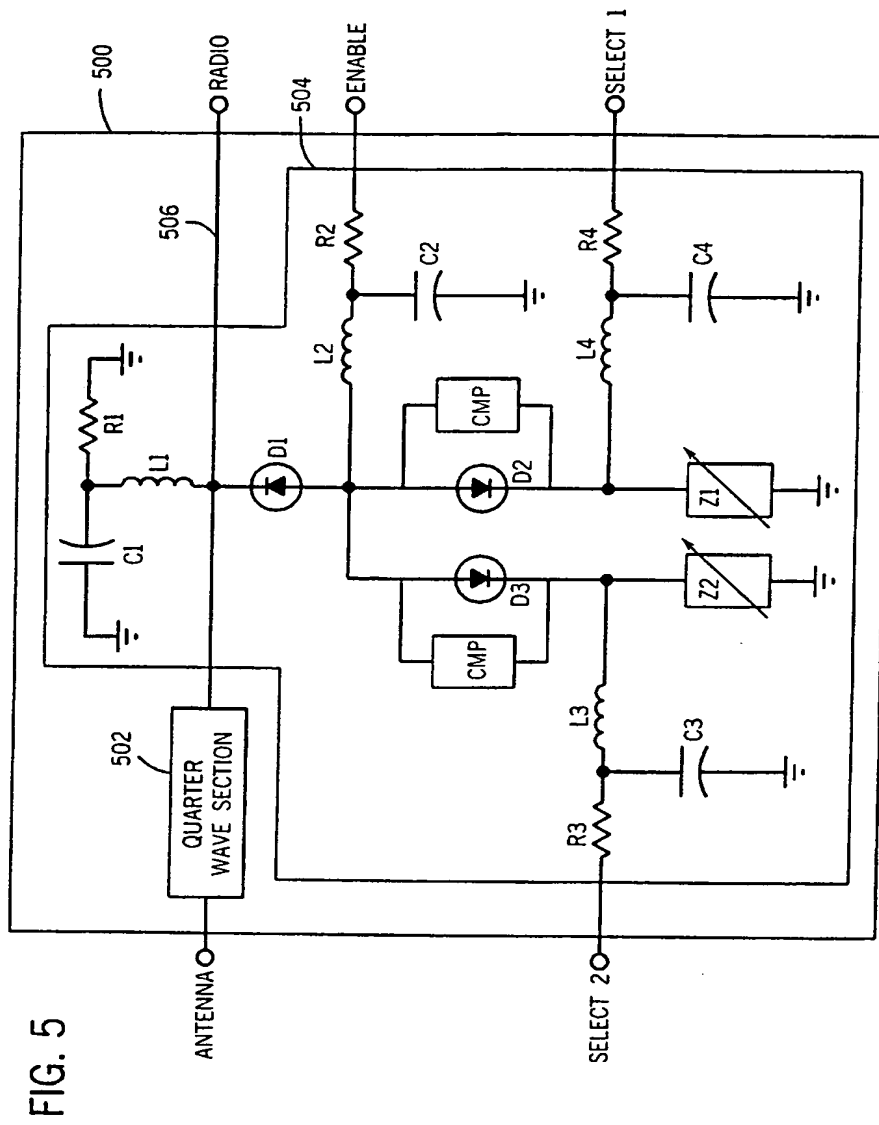 FIG. 5
500
RADIO
506
504
ENABLE
SELECT 1
R1
C1
L1
502
QUARTER
WAVE SECTION
ANTENNA
D1
R2
C2
L2
CMP
D2
R4
C4
L4
Z1
CMP
D3
Z2
L3
C3
R3
SELECT 2